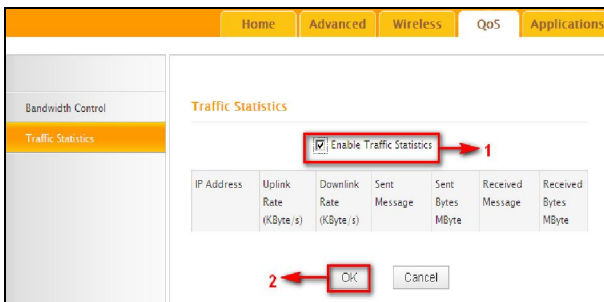 Home Advanced Wireless QoS Applications
Bandwidth Control
Traffic Statistics
Traffic Statistics
Enable Traffic Statistics 1
IP Address Uplink Rate (KByte/s) Downlink Rate (KByte/s) Sent Message Sent Bytes MByte Received Message Received Bytes MByte
2 OK Cancel